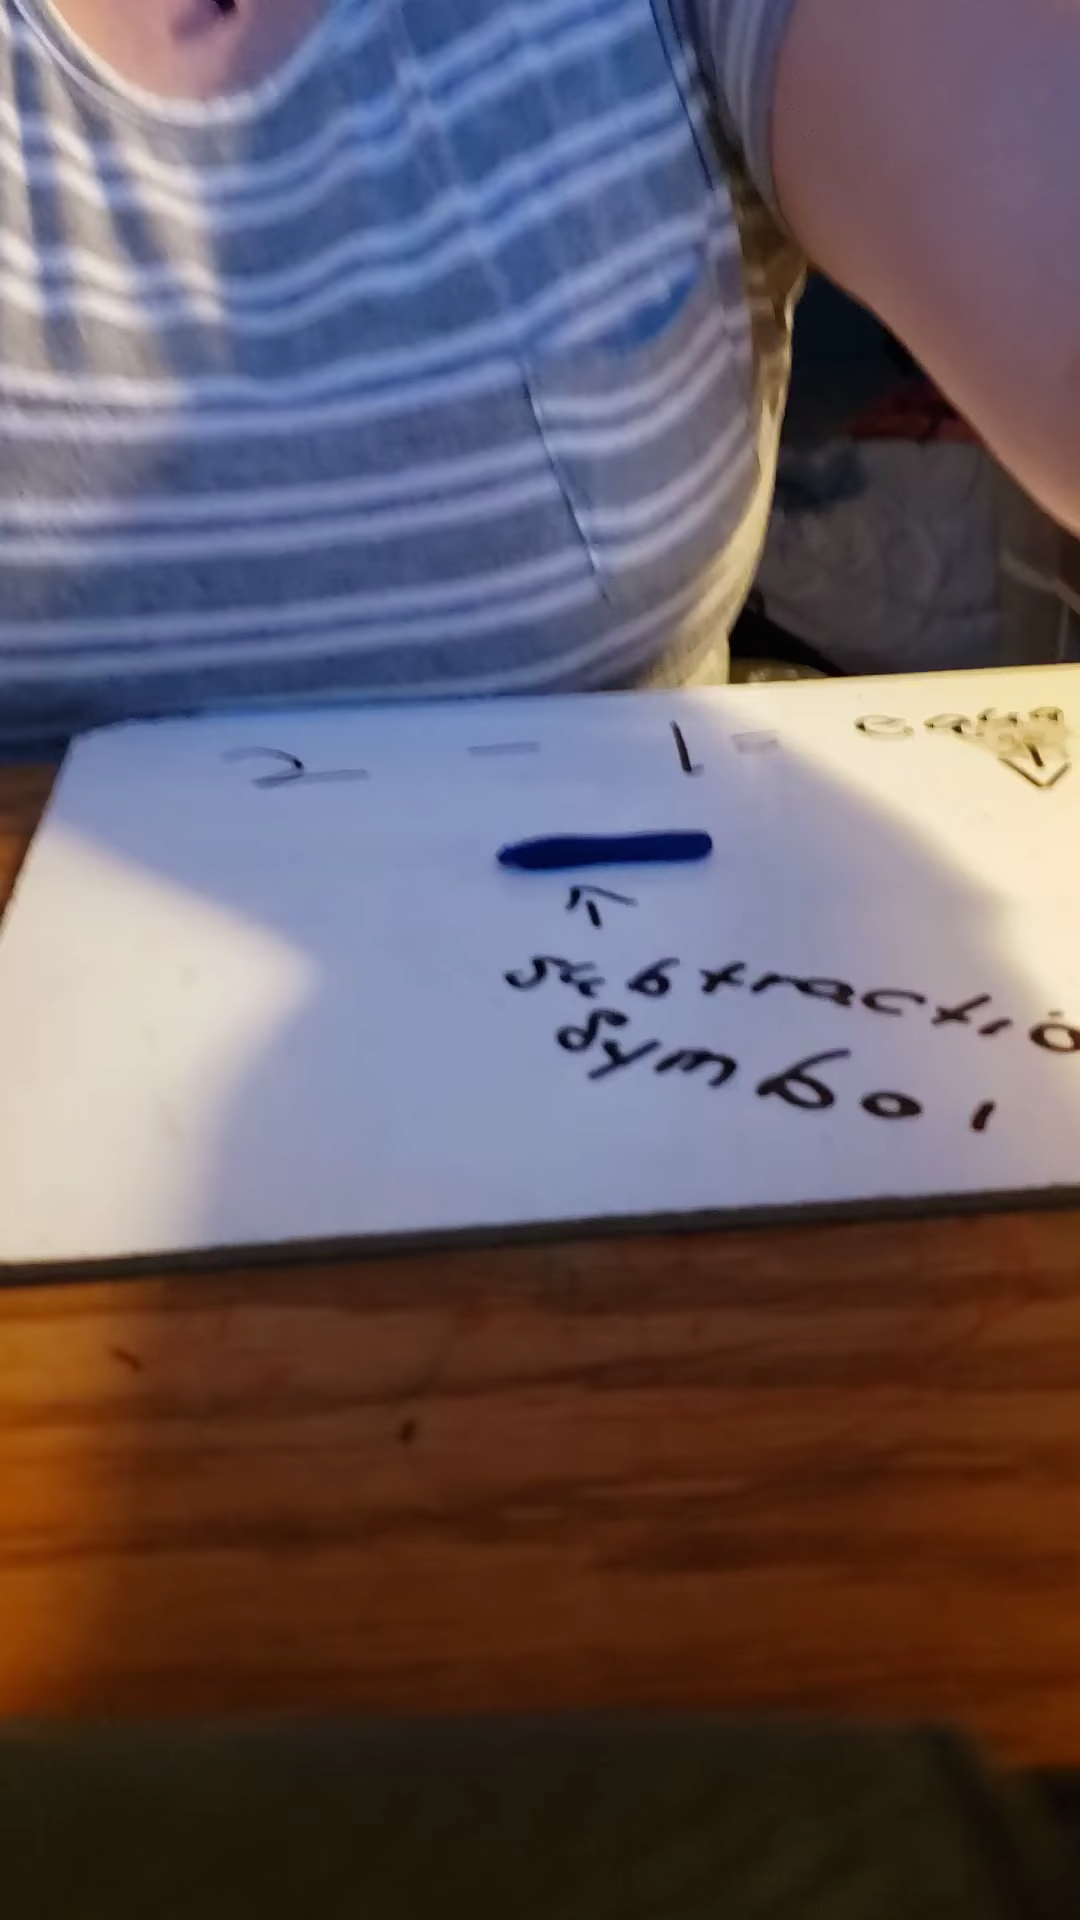 2 - 1 =
subtractio
symbol